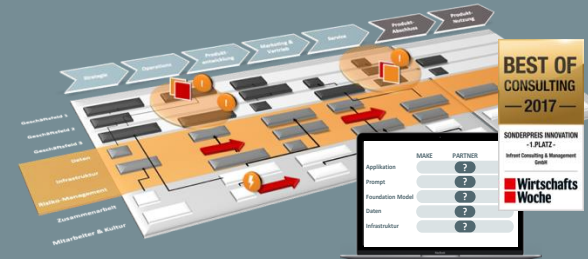 Strategie
Operations
Produkt-
entwicklung
Marketing &
Vertrieb
Service
Produkt-
Abschluss
Produkt-
Nutzung
Geschäftsfeld 1
Geschäftsfeld 2
Geschäftsfeld 3
Daten
Infrastruktur
Risiko-Management
Zusammenarbeit
Mitarbeiter & Kultur
!
!
!
MAKE PARTNER
Applikation ?
Prompt ?
Foundation Model ?
Daten ?
Infrastruktur ?
BEST OF
CONSULTING
— 2017 —
SONDERPREIS INNOVATION
-1.PLATZ-
Infront Consulting & Management
GmbH
Wirtschafts
Woche